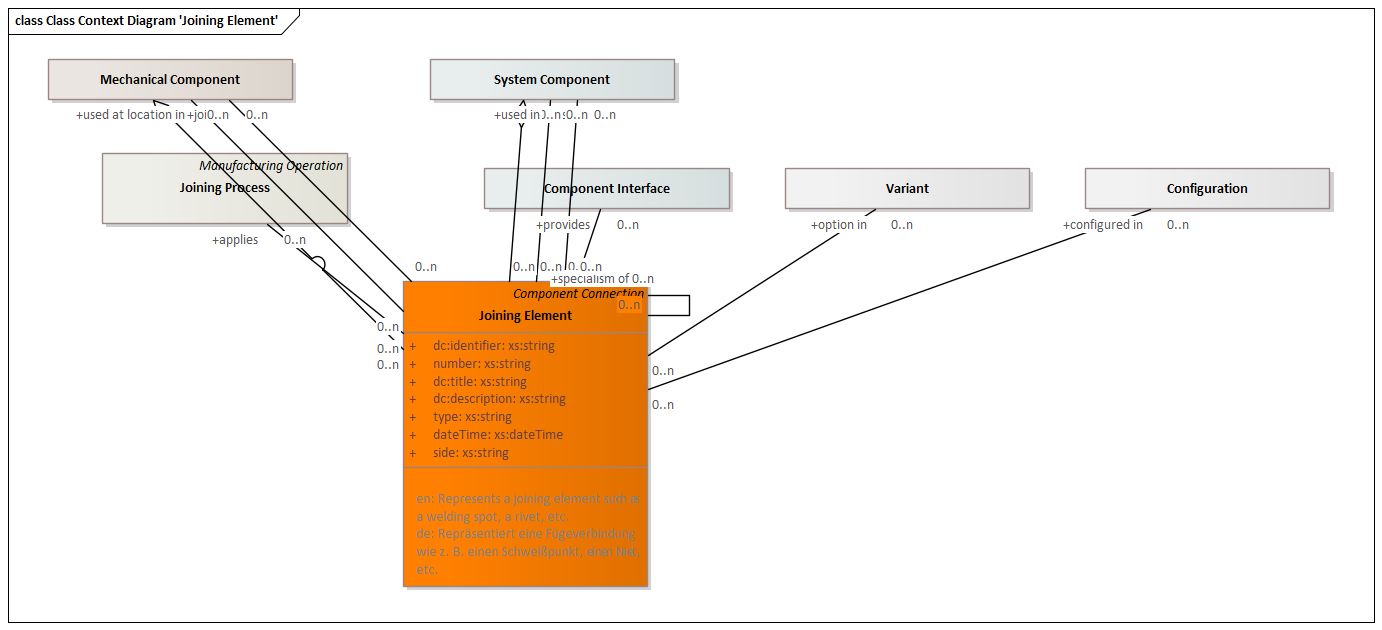 class Class Context Diagram 'Joining Element'
Mechanical Component
System Component
+used at location in
0..n
0..n
+used in
0..n
0..n
Manufacturing Operation
Joining Process
Component Interface
Variant
Configuration
+applies
0..n
+provides
0..n
+option in
0..n
+configured in
0..n
0..n
0..n
0..n
0..n
+specialism of 0..n
Component Connection
0..n
Joining Element
0..n
0..n
0..n
0..n
0..n
+ dc:identifier: xs:string
+ number: xs:string
+ dc:title: xs:string
+ dc:description: xs:string
+ type: xs:string
+ dateTime: xs:dateTime
+ side: xs:string
en: Represents a joining element such as
a welding spot, a rivet, etc.
de: Repräsentiert eine Fügeverbindung
wie z. B. einen Schweißpunkt, einen Niet,
etc.